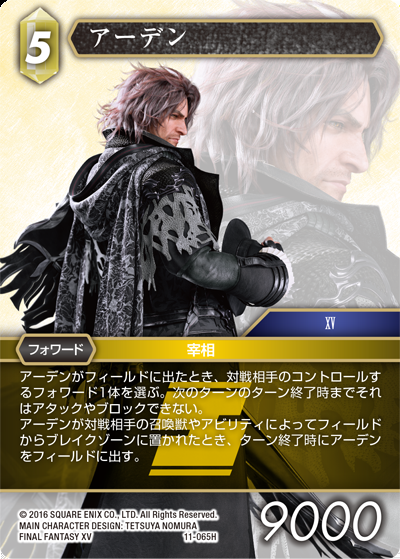 5
アーデン
XV
フォワード
宰相
アーデンがフィールドに出たとき、対戦相手のコントロールす
るフォワード1体を選ぶ。次のターンのターン終了時までそれ
はアタックやブロックできない。
アーデンが対戦相手の召喚獣やアビリティによってフィールド
からブレイクゾーンに置かれたとき、ターン終了時にアーデン
をフィールドに出す。
© 2016 SQUARE ENIX CO., LTD. All Rights Reserved.
MAIN CHARACTER DESIGN: TETSUYA NOMURA
FINAL FANTASY XV
11-065H
9000